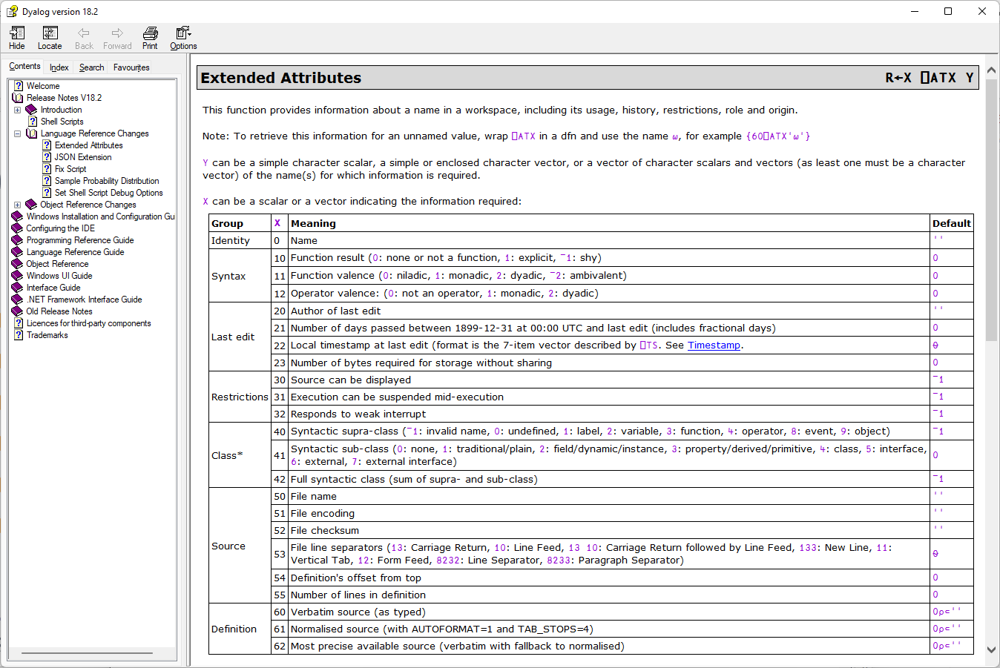 Dyalog version 18.2
Hide
Locate
Back
Forward
Print
Options
Contents
Index
Search
Favourites
Welcome
Release Notes V18.2
Introduction
Shell Scripts
Language Reference Changes
Extended Attributes
JSON Extension
Fix Script
Sample Probability Distribution
Set Shell Script Debug Options
Object Reference Changes
Windows Installation and Configuration Gu
Configuring the IDE
Programming Reference Guide
Language Reference Guide
Object Reference
Windows UI Guide
Interface Guide
.NET Framework Interface Guide
Old Release Notes
Licences for third-party components
Trademarks
Extended Attributes R←X ⎕ATX Y
This function provides information about a name in a workspace, including its usage, history, restrictions, role and origin.
Note: To retrieve this information for an unnamed value, wrap ⎕ATX in a dfn and use the name ⍵, for example {60⎕ATX'⍵'}
Y can be a simple character scalar, a simple or enclosed character vector, or a vector of character scalars and vectors (as least one must be a character
vector) of the name(s) for which information is required.
X can be a scalar or a vector indicating the information required:
Group X Meaning Default
Identity 0 Name ''
Syntax
10 Function result (0: none or not a function, 1: explicit, ¯1: shy) 0
11 Function valence (0: niladic, 1: monadic, 2: dyadic, ¯2: ambivalent) 0
12 Operator valence: (0: not an operator, 1: monadic, 2: dyadic) 0
Last edit
20 Author of last edit ''
21 Number of days passed between 1899-12-31 at 00:00 UTC and last edit (includes fractional days) 0
22 Local timestamp at last edit (format is the 7-item vector described by ⎕TS. See Timestamp. ⍬
23 Number of bytes required for storage without sharing 0
Restrictions
30 Source can be displayed ¯1
31 Execution can be suspended mid-execution ¯1
32 Responds to weak interrupt ¯1
Class*
40 Syntactic supra-class (¯1: invalid name, 0: undefined, 1: label, 2: variable, 3: function, 4: operator, 8: event, 9: object) ¯1
41 Syntactic sub-class (0: none, 1: traditional/plain, 2: field/dynamic/instance, 3: property/derived/primitive, 4: class, 5: interface,
6: external, 7: external interface) 0
42 Full syntactic class (sum of supra- and sub-class) ¯1
Source
50 File name ''
51 File encoding ''
52 File checksum ''
53 File line separators (13: Carriage Return, 10: Line Feed, 13 10: Carriage Return followed by Line Feed, 133: New Line, 11:
Vertical Tab, 12: Form Feed, 8232: Line Separator, 8233: Paragraph Separator) ⍬
54 Definition's offset from top 0
55 Number of lines in definition 0
Definition
60 Verbatim source (as typed) 0⍴⊂''
61 Normalised source (with AUTOFORMAT=1 and TAB_STOPS=4) 0⍴⊂''
62 Most precise available source (verbatim with fallback to normalised) 0⍴⊂''